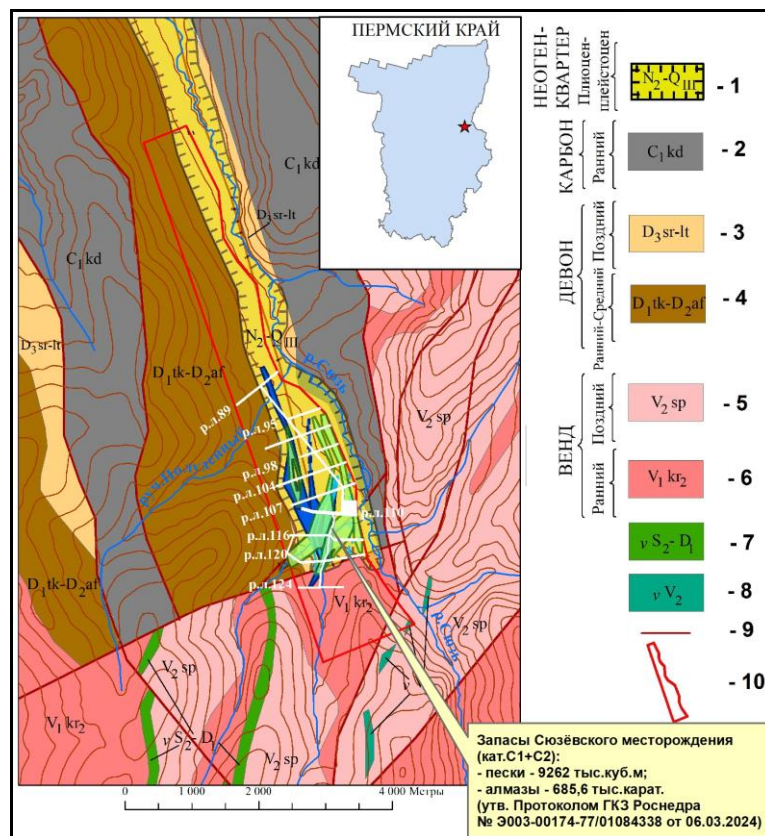 ПЕРМСКИЙ КРАЙ
C₁kd
D₃sr-lt
C₁kd
D₃sr-lt
N₂-Q
III
D₁tk-D₂af
р.Сюзь
р.л.89
р.л.95
V₂sp
р.л.98
р.л.104
р.л.107
р.л.110
р.л.116
р.л.120
р.л.124
D₁tk-D₂af
V₁kr₂
р.Сюзь
V₂sp
V₂sp
V₁kr₂
ν
ν S₂- D₁
V₂sp
0 1 000 2 000 4 000 Метры
НЕОГЕН-
КВАРТЕР
Плиоцен-
плейстоцен
N₂-Q
III
- 1
КАРБОН
Ранний
C₁kd
- 2
ДЕВОН
Поздний
D₃sr-lt
- 3
Ранний-Средний
D₁tk-D₂af
- 4
ВЕНД
Поздний
V₂sp
- 5
Ранний
V₁kr₂
- 6
ν S₂- D₁
- 7
ν V₂
- 8
- 9
- 10
Запасы Сюзёвского месторождения
(кат.С1+С2):
- пески - 9262 тыс.куб.м;
- алмазы - 685,6 тыс.карат.
(утв. Протоколом ГКЗ Роснедра
№ Э003-00174-77/01084338 от 06.03.2024)